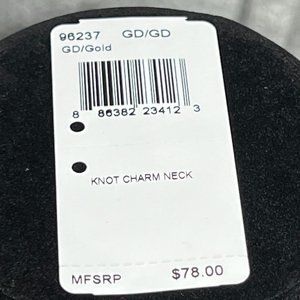 96237 GD/GD
GD/Gold
8 86382 23412 3
KNOT CHARM NECK
MFSRP $78.00